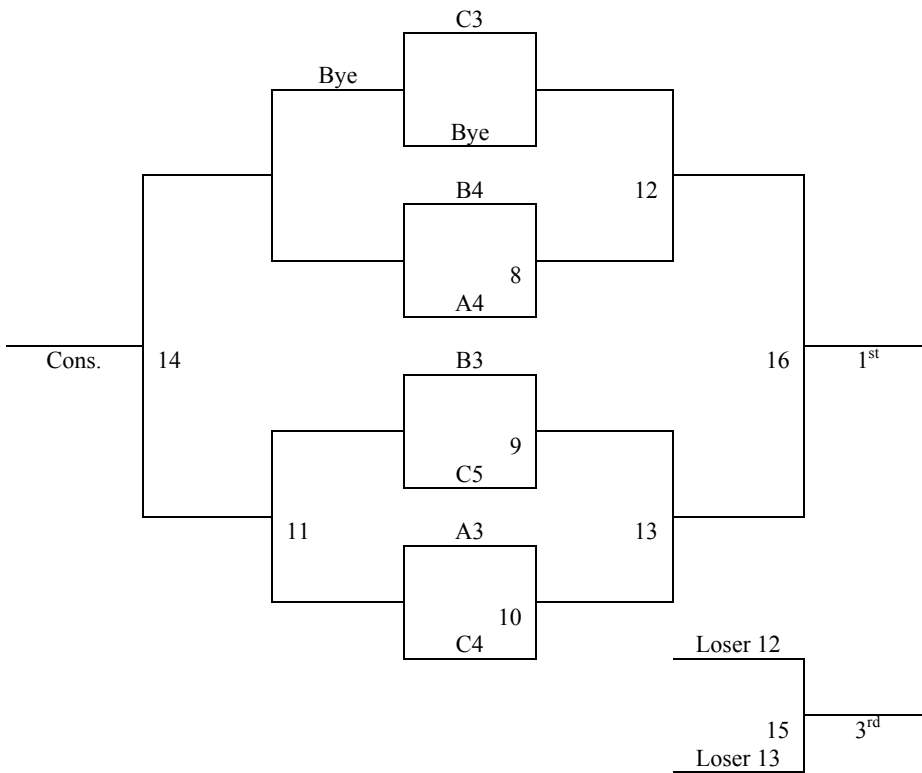 C3
Bye
Bye
B4
12
8
A4
Cons.
14
B3
16
1st
9
C5
11
A3
13
10
C4
Loser 12
15
3rd
Loser 13